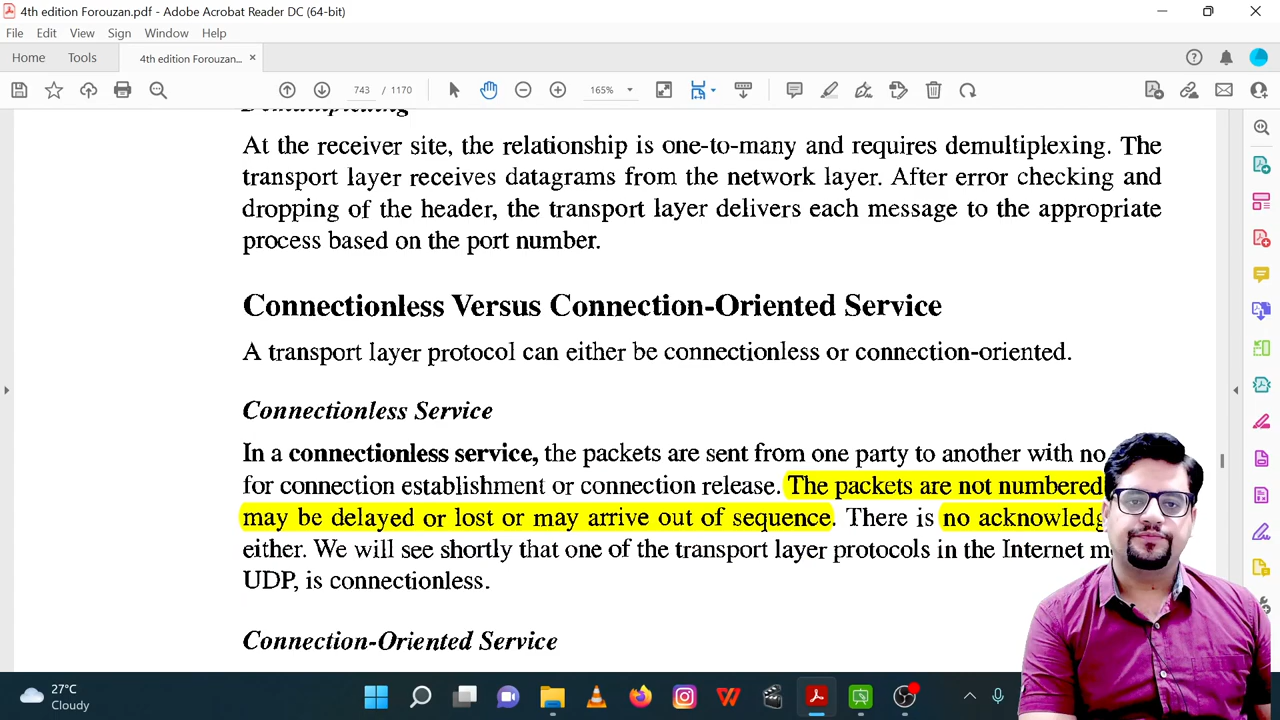 4th edition Forouzan.pdf - Adobe Acrobat Reader DC (64-bit)
File Edit View Sign Window Help
Home Tools 4th edition Forouzan... ×
743 / 1170 165%
At the receiver site, the relationship is one-to-many and requires demultiplexing. The
transport layer receives datagrams from the network layer. After error checking and
dropping of the header, the transport layer delivers each message to the appropriate
process based on the port number.
Connectionless Versus Connection-Oriented Service
A transport layer protocol can either be connectionless or connection-oriented.
Connectionless Service
In a connectionless service, the packets are sent from one party to another with no
for connection establishment or connection release. The packets are not numbered
may be delayed or lost or may arrive out of sequence. There is no
either. We will see shortly that one of the transport layer protocols in the Internet
UDP, is connectionless.
Connection-Oriented Service
27°C
Cloudy